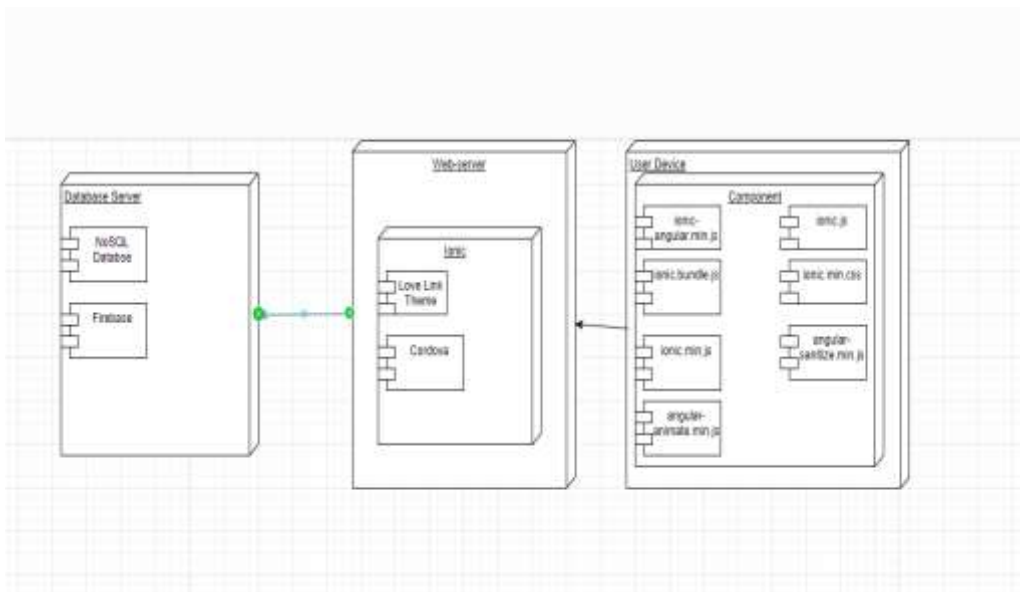 Database Server
NoSQL
Databse
Firebase
Web-server
Ionic
Love Link
Theme
Cordova
User Device
Component
ionic-
angular.min.js
ionic.js
ionic.bundle.js
ionic.min.css
ionic.min.js
angular-
sanitize.min.js
angular-
animate.min.js